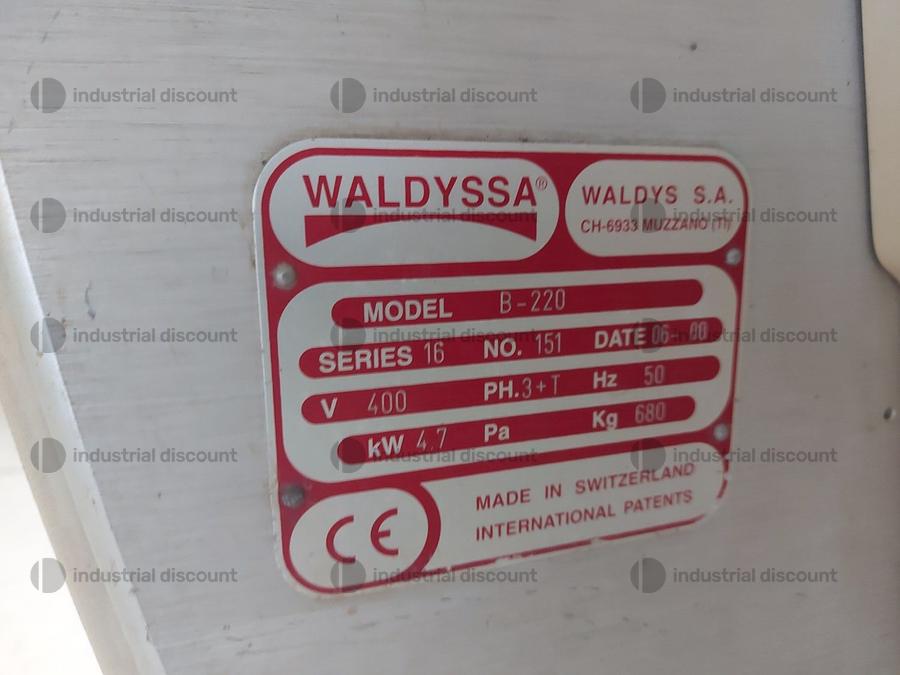 WALDYSSA®
WALDYS S.A.
CH-6933 MUZZANO (TI)
MODEL B-220
SERIES 16 NO. 151 DATE 06-00
V 400 PH. 3+T Hz 50
kW 4.7 Pa Kg 680
CE
MADE IN SWITZERLAND
INTERNATIONAL PATENTS
industrial discount industrial discount industrial discount
industrial discount industrial discount industrial discount
industrial discount industrial discount industrial discount
industrial discount industrial discount industrial discount
industrial discount industrial discount industrial discount